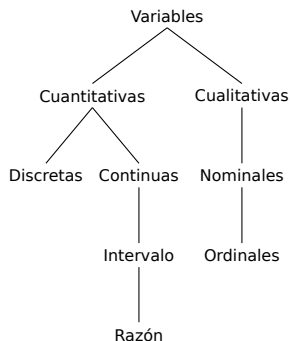 Variables
Cuantitativas Cualitativas
Discretas Continuas Nominales
Intervalo Ordinales
Razón